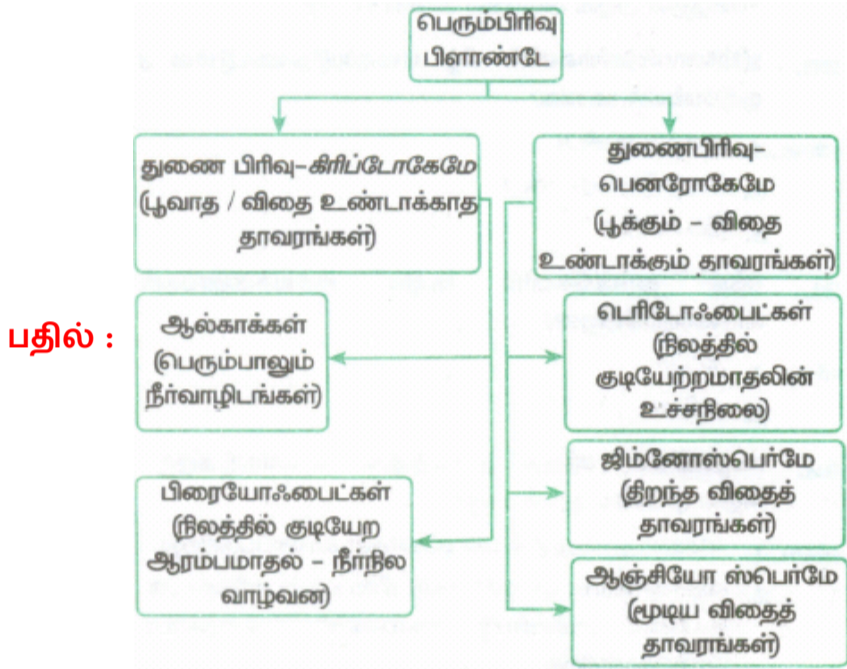 பெரும்பிரிவு
பிளாண்டே
துணை பிரிவு-கிரிப்டோகேமே
(பூவாத / விதை உண்டாக்காத
தாவரங்கள்)
துணைபிரிவு-
பெனரோகேமே
(பூக்கும் – விதை
உண்டாக்கும் தாவரங்கள்)
பதில் :
ஆல்காக்கள்
(பெரும்பாலும்
நீர்வாழிடங்கள்)
டெரிடோஃபைட்கள்
(நிலத்தில்
குடியேற்றமாதலின்
உச்சநிலை)
பிரையோஃபைட்கள்
(நிலத்தில் குடியேற
ஆரம்பமாதல் – நீர்நில
வாழ்வன)
ஜிம்னோஸ்பெர்மே
(திறந்த விதைத்
தாவரங்கள்)
ஆஞ்சியோ ஸ்பெர்மே
(மூடிய விதைத்
தாவரங்கள்)